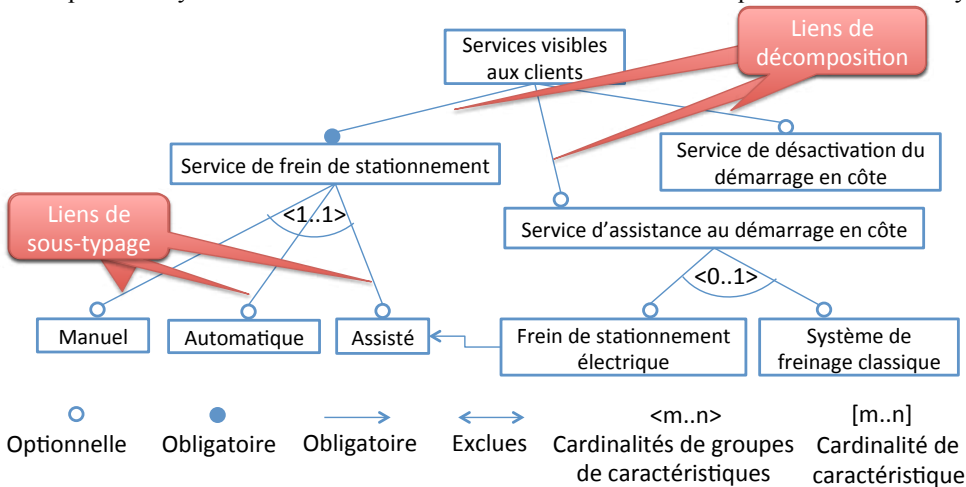 Services visibles
aux clients
Liens de
décomposition
Service de frein de stationnement
Service de désactivation du
démarrage en côte
<1..1>
Liens de
sous-typage
Service d'assistance au démarrage en côte
<0..1>
Manuel
Automatique
Assisté
Frein de stationnement
électrique
Système de
freinage classique
Optionnelle
Obligatoire
Obligatoire
Exclues
<m..n>
Cardinalités de groupes
de caractéristiques
[m..n]
Cardinalité de
caractéristique